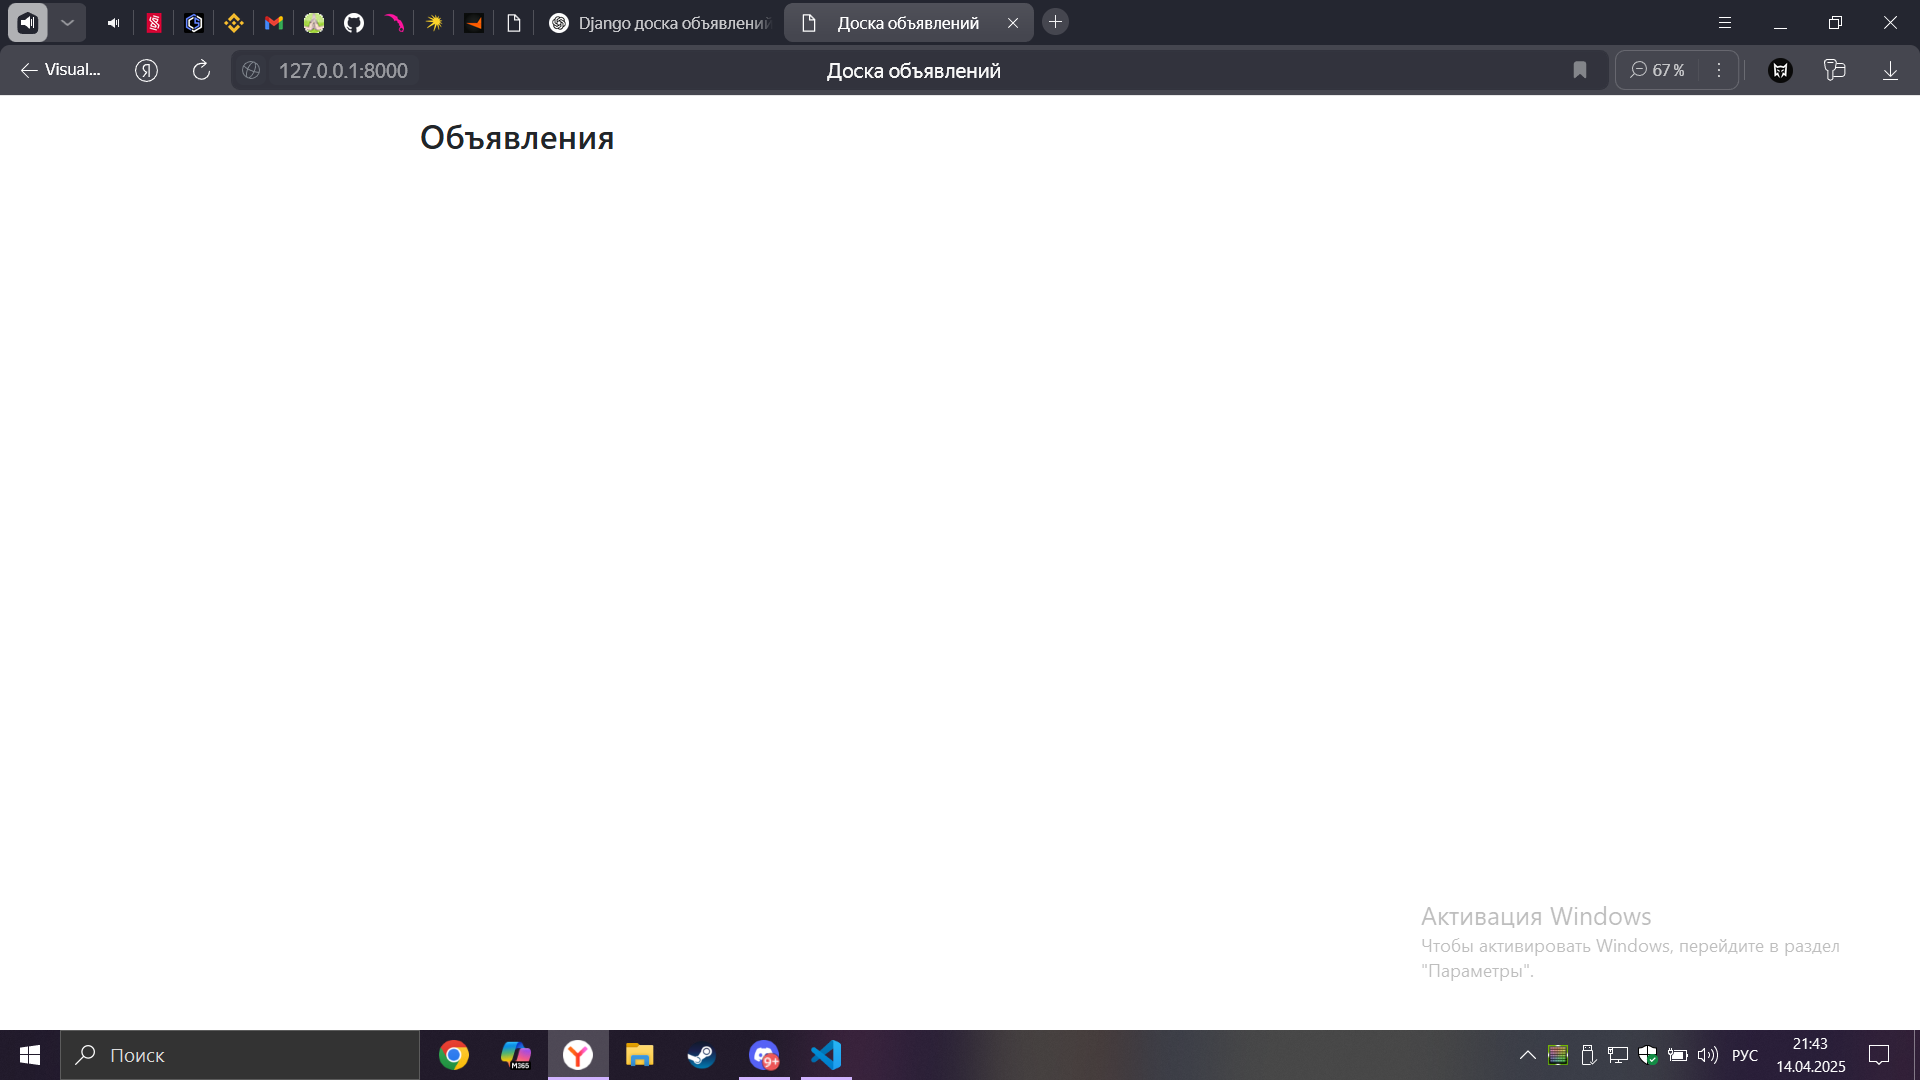 Django доска объявлений
Доска объявлений
Visual...
127.0.0.1:8000
Доска объявлений
67 %
Объявления
Активация Windows
Чтобы активировать Windows, перейдите в раздел
"Параметры".
Поиск
M365
9+
РУС
21:43
14.04.2025